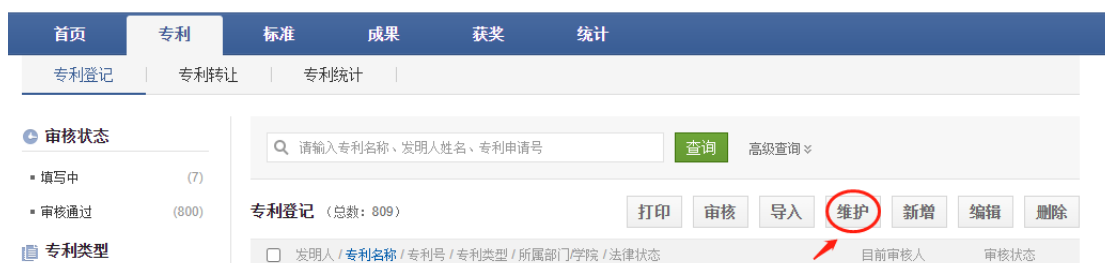 首页 专利 标准 成果 获奖 统计
专利登记 专利转让 专利统计
审核状态
请输入专利名称、发明人姓名、专利申请号 查询 高级查询
填写中 (7)
审核通过 (800)
专利登记 (总数: 809) 打印 审核 导入 维护 新增 编辑 删除
专利类型
发明人 / 专利名称 / 专利号 / 专利类型 / 所属部门/学院 / 法律状态 目前审核人 审核状态